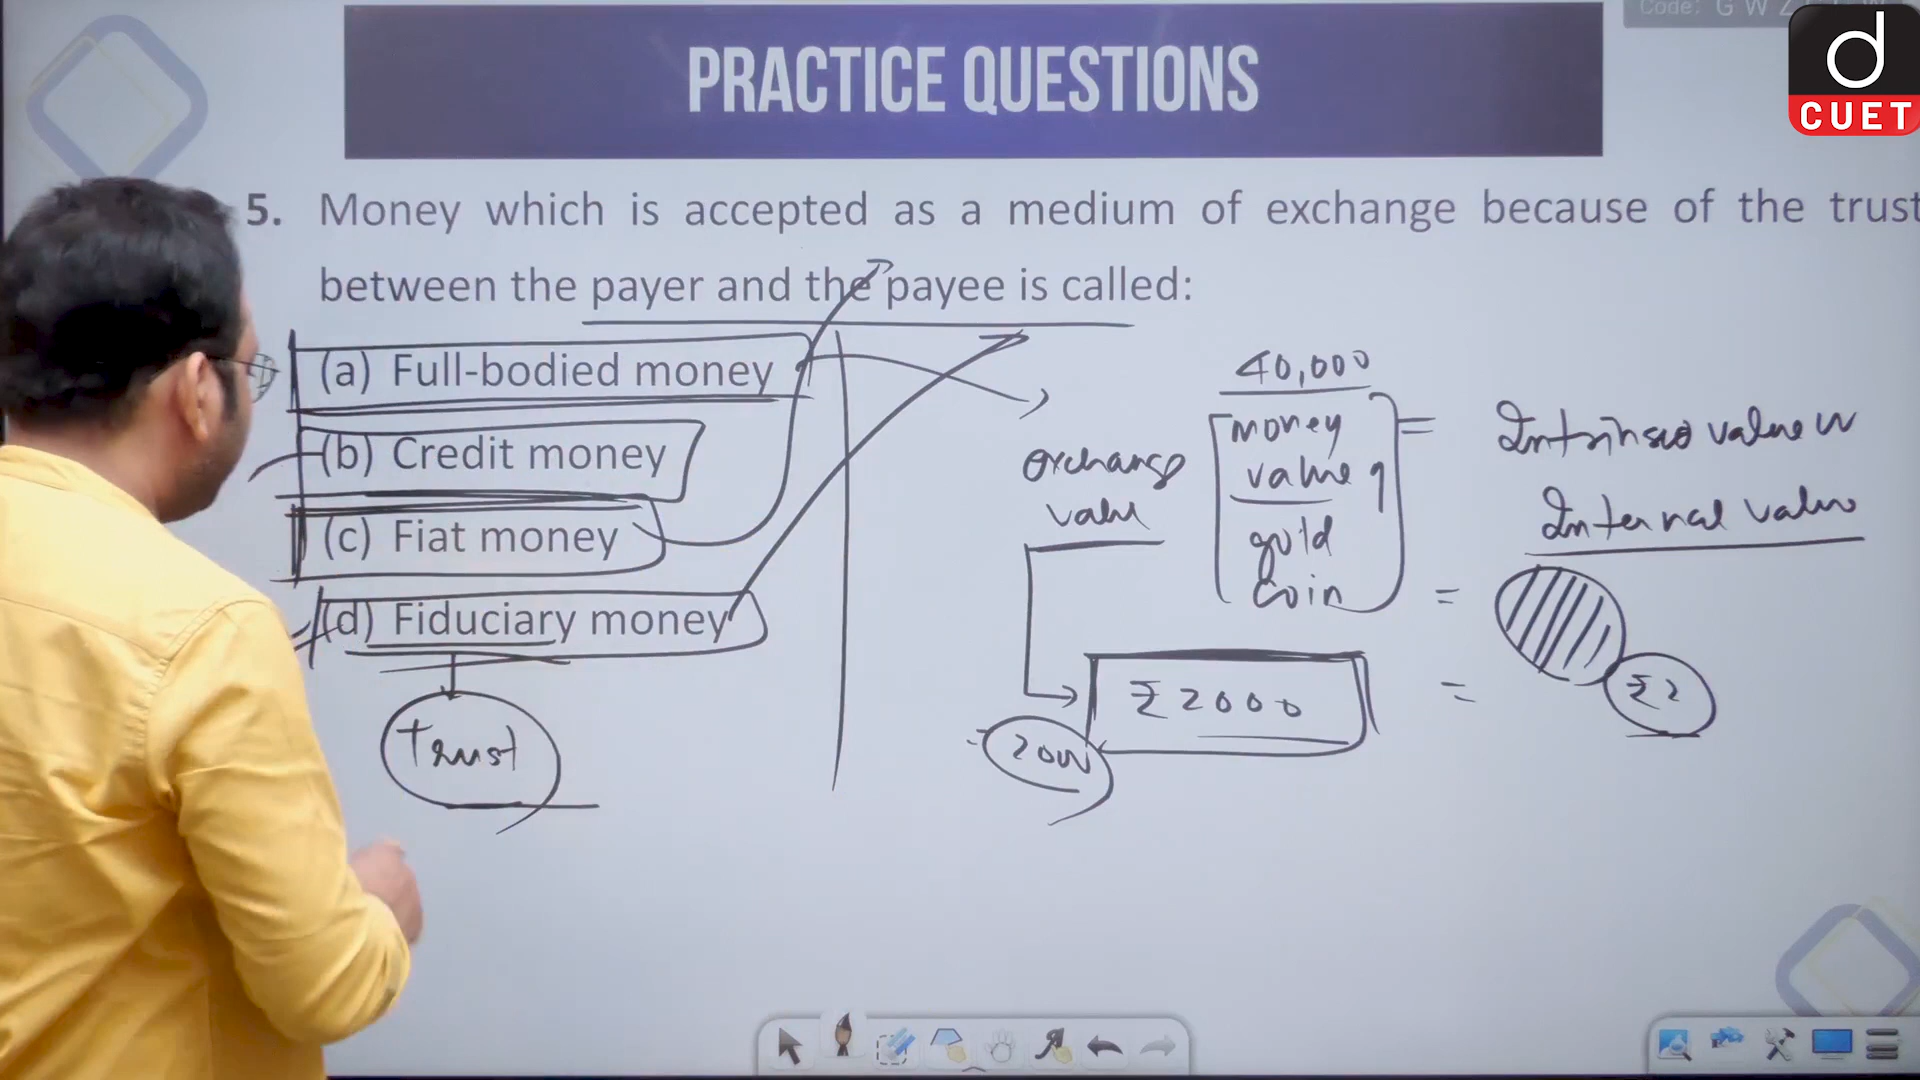 Code: G W Z
PRACTICE QUESTIONS
d
CUET
5. Money which is accepted as a medium of exchange because of the trust
between the payer and the payee is called:
(a) Full-bodied money
(b) Credit money
(c) Fiat money
(d) Fiduciary money
Trust
exchange
value
40,000
money
value of
gold
coin
=
Intrinsic value
Internal value
=
₹ 2000
=
₹ 2